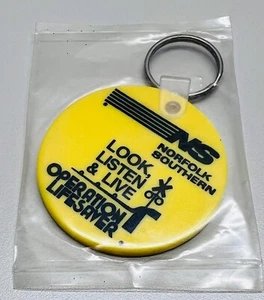 NS
NORFOLK
SOUTHERN
LOOK,
LISTEN
& LIVE
OPERATION
LIFESAVER